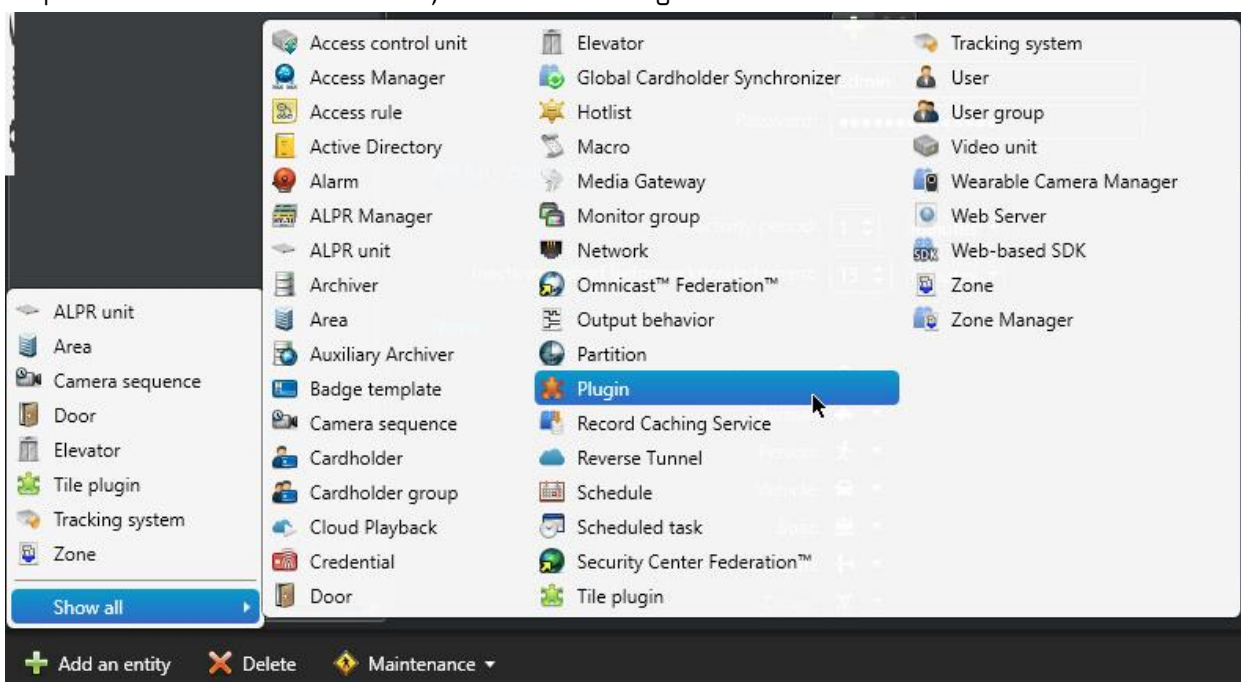 Access control unit
Access Manager
Access rule
Active Directory
Alarm
ALPR Manager
ALPR unit
Archiver
Area
Auxiliary Archiver
Badge template
Camera sequence
Cardholder
Cardholder group
Cloud Playback
Credential
Door
Elevator
Global Cardholder Synchronizer
Hotlist
Macro
Media Gateway
Monitor group
Network
Omnicast™ Federation™
Output behavior
Partition
Plugin
Record Caching Service
Reverse Tunnel
Schedule
Scheduled task
Security Center Federation™
Tile plugin
Tracking system
User
User group
Video unit
Wearable Camera Manager
Web Server
SDK Web-based SDK
Zone
Zone Manager
ALPR unit
Area
Camera sequence
Door
Elevator
Tile plugin
Tracking system
Zone
Show all
Add an entity Delete Maintenance